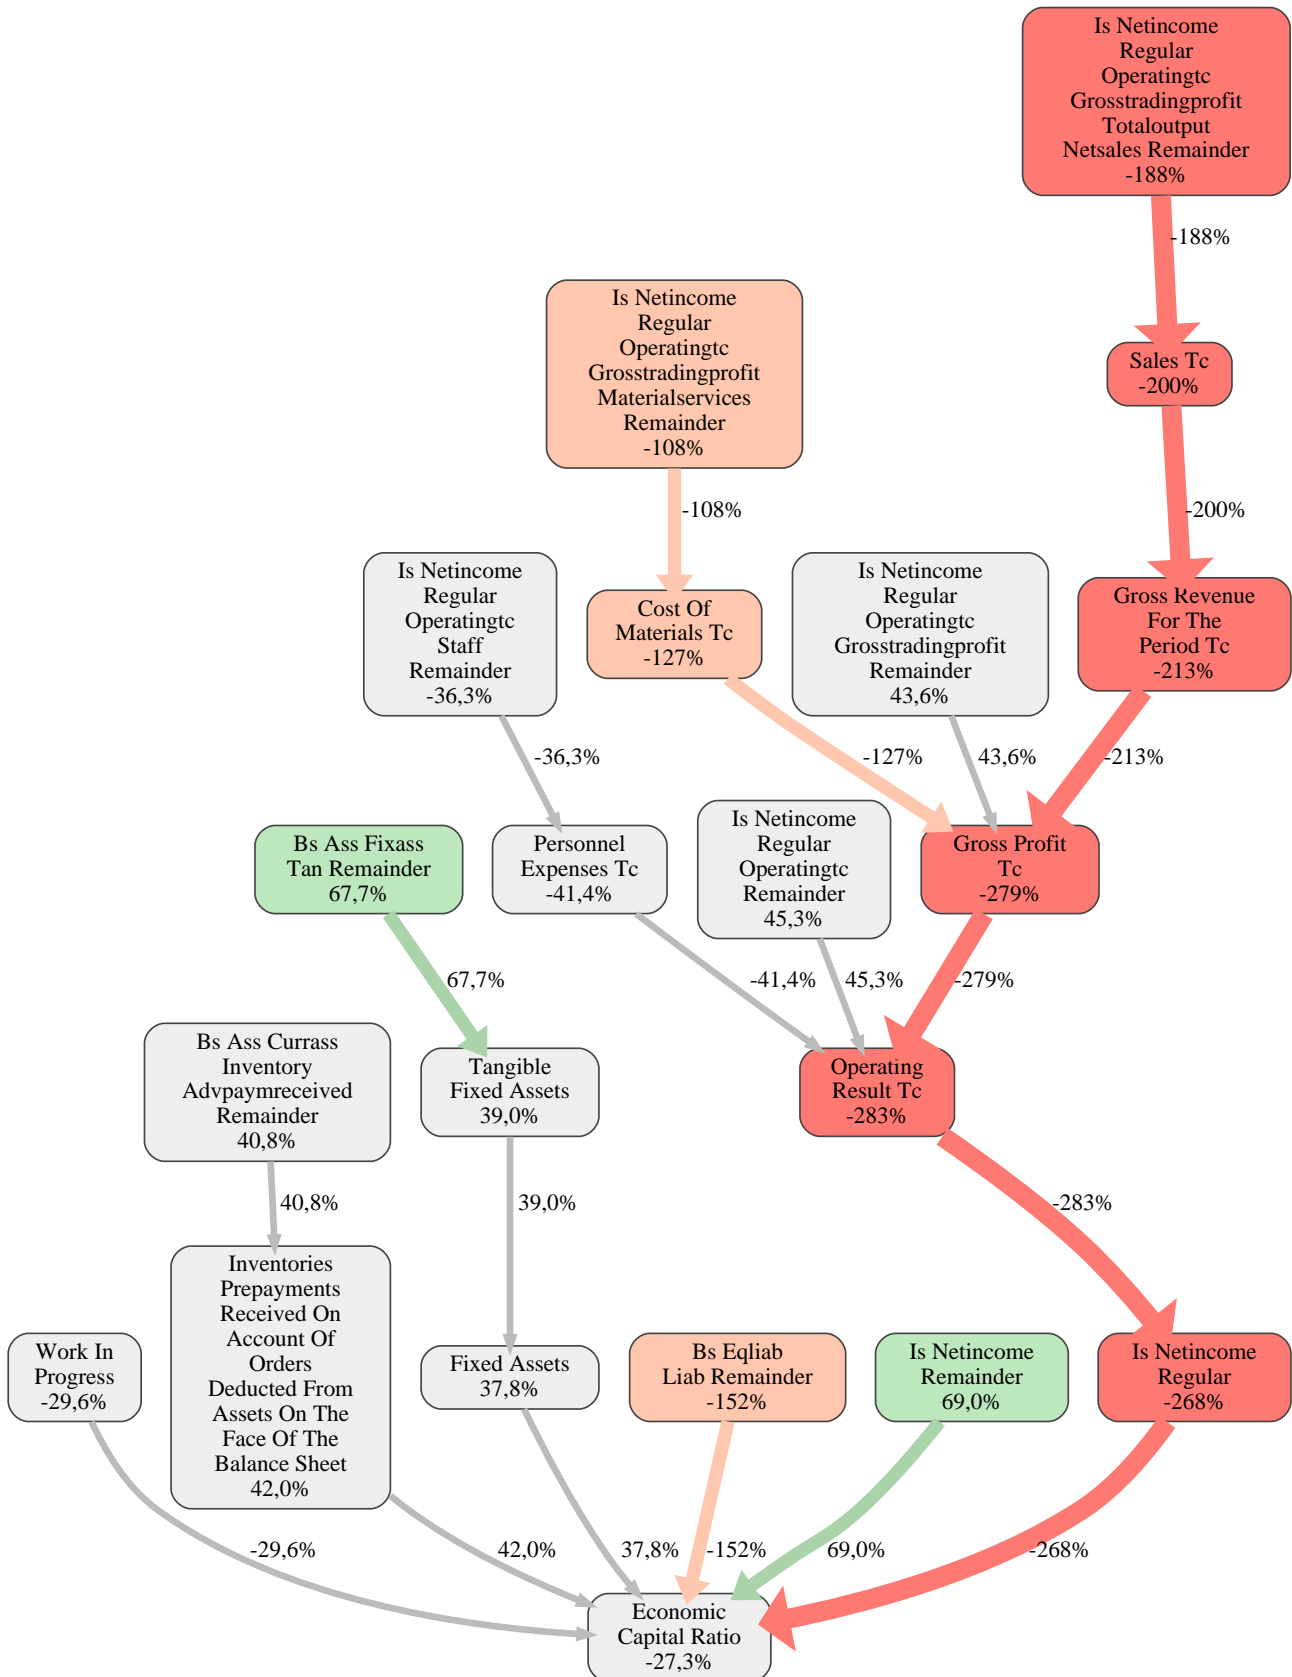 Is Netincome
Regular
Operatingtc
Grosstradingprofit
Totaloutput
Netsales Remainder
-188%
-188%
Is Netincome
Regular
Operatingtc
Grosstradingprofit
Materialservices
Remainder
-108%
Sales Tc
-200%
-108%
-200%
Is Netincome
Regular
Operatingtc
Staff
Remainder
-36,3%
Cost Of
Materials Tc
-127%
Is Netincome
Regular
Operatingtc
Grosstradingprofit
Remainder
43,6%
Gross Revenue
For The
Period Tc
-213%
-36,3%
-127%
43,6%
-213%
Bs Ass Fixass
Tan Remainder
67,7%
Personnel
Expenses Tc
-41,4%
Is Netincome
Regular
Operatingtc
Remainder
45,3%
Gross Profit
Tc
-279%
67,7%
-41,4%
45,3%
-279%
Bs Ass Currass
Inventory
Advpaymreceived
Remainder
40,8%
Tangible
Fixed Assets
39,0%
Operating
Result Tc
-283%
40,8%
39,0%
-283%
Work In
Progress
-29,6%
Inventories
Prepayments
Received On
Account Of
Orders
Deducted From
Assets On The
Face Of The
Balance Sheet
42,0%
Fixed Assets
37,8%
Bs Eqliab
Liab Remainder
-152%
Is Netincome
Remainder
69,0%
Is Netincome
Regular
-268%
-29,6%
42,0%
37,8%
-152%
69,0%
-268%
Economic
Capital Ratio
-27,3%